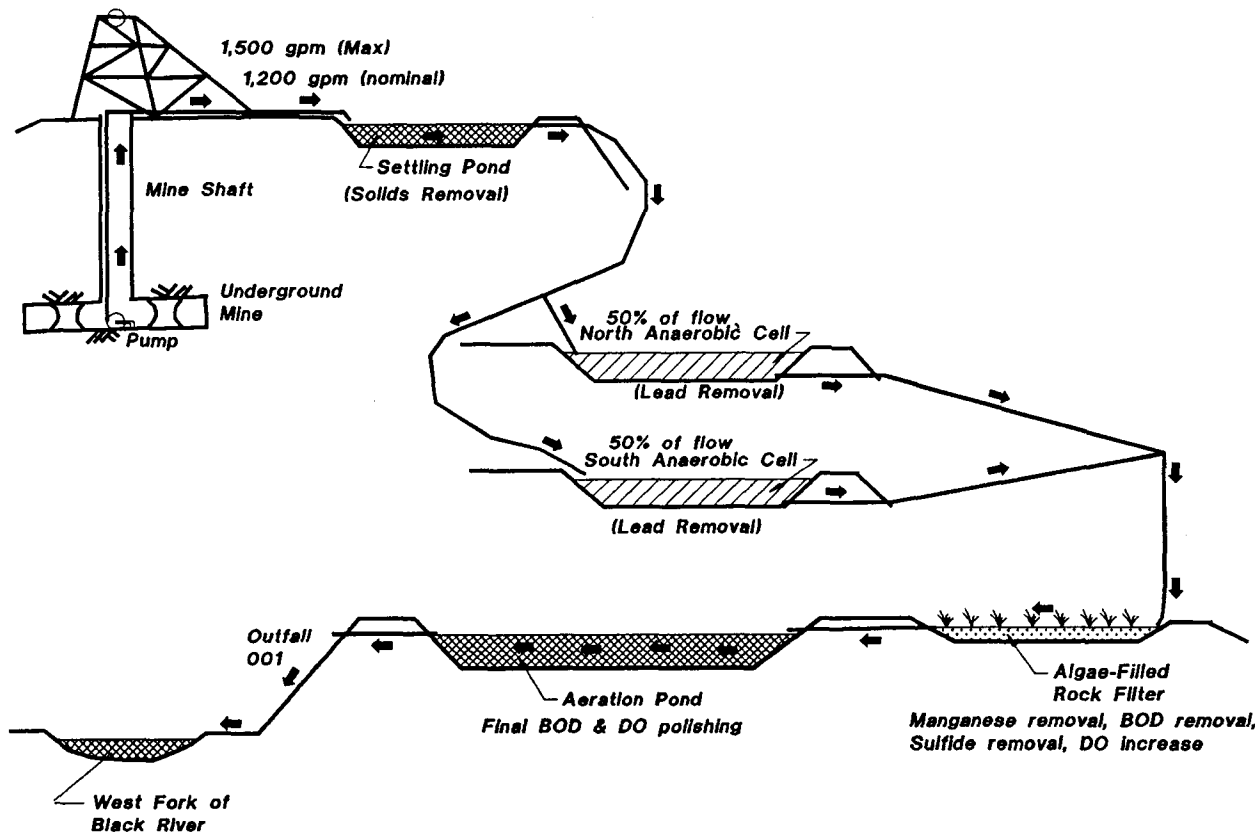 1,500 gpm (Max)
1,200 gpm (nominal)
Settling Pond
(Solids Removal)
Mine Shaft
Underground
Mine
Pump
50% of flow
North Anaerobic Cell
(Lead Removal)
50% of flow
South Anaerobic Cell
(Lead Removal)
Outfall
001
Aeration Pond
Final BOD & DO polishing
Algae-Filled
Rock Filter
Manganese removal, BOD removal,
Sulfide removal, DO increase
West Fork of
Black River